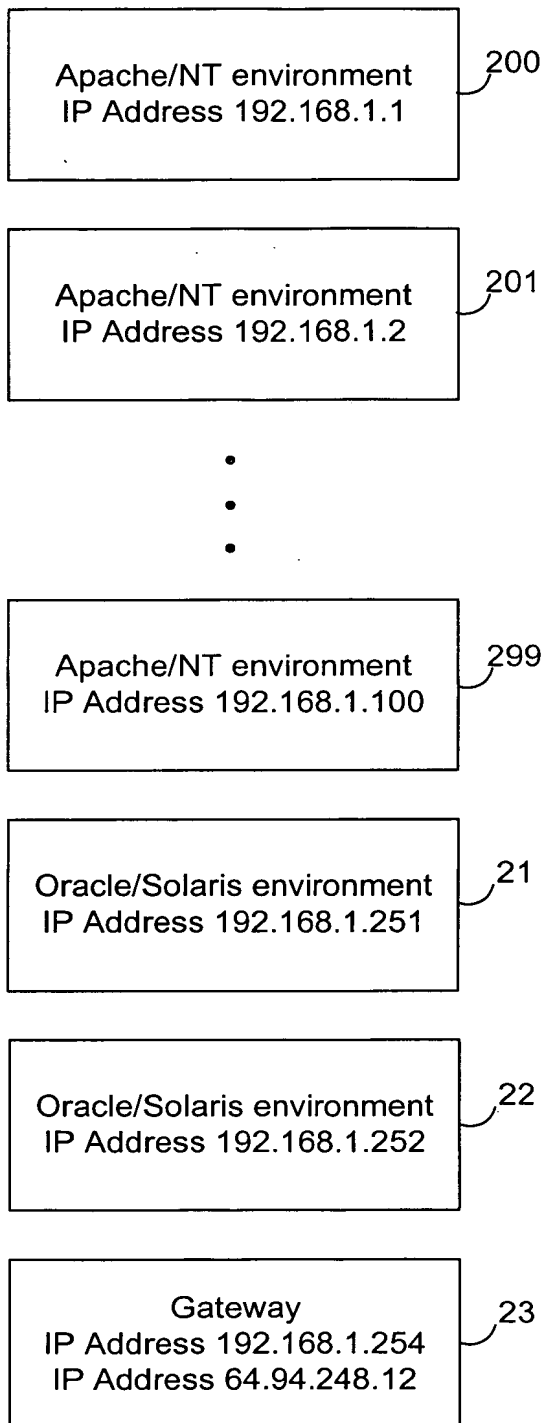 Apache/NT environment
IP Address 192.168.1.1
200
Apache/NT environment
IP Address 192.168.1.2
201
Apache/NT environment
IP Address 192.168.1.100
299
Oracle/Solaris environment
IP Address 192.168.1.251
21
Oracle/Solaris environment
IP Address 192.168.1.252
22
Gateway
IP Address 192.168.1.254
IP Address 64.94.248.12
23